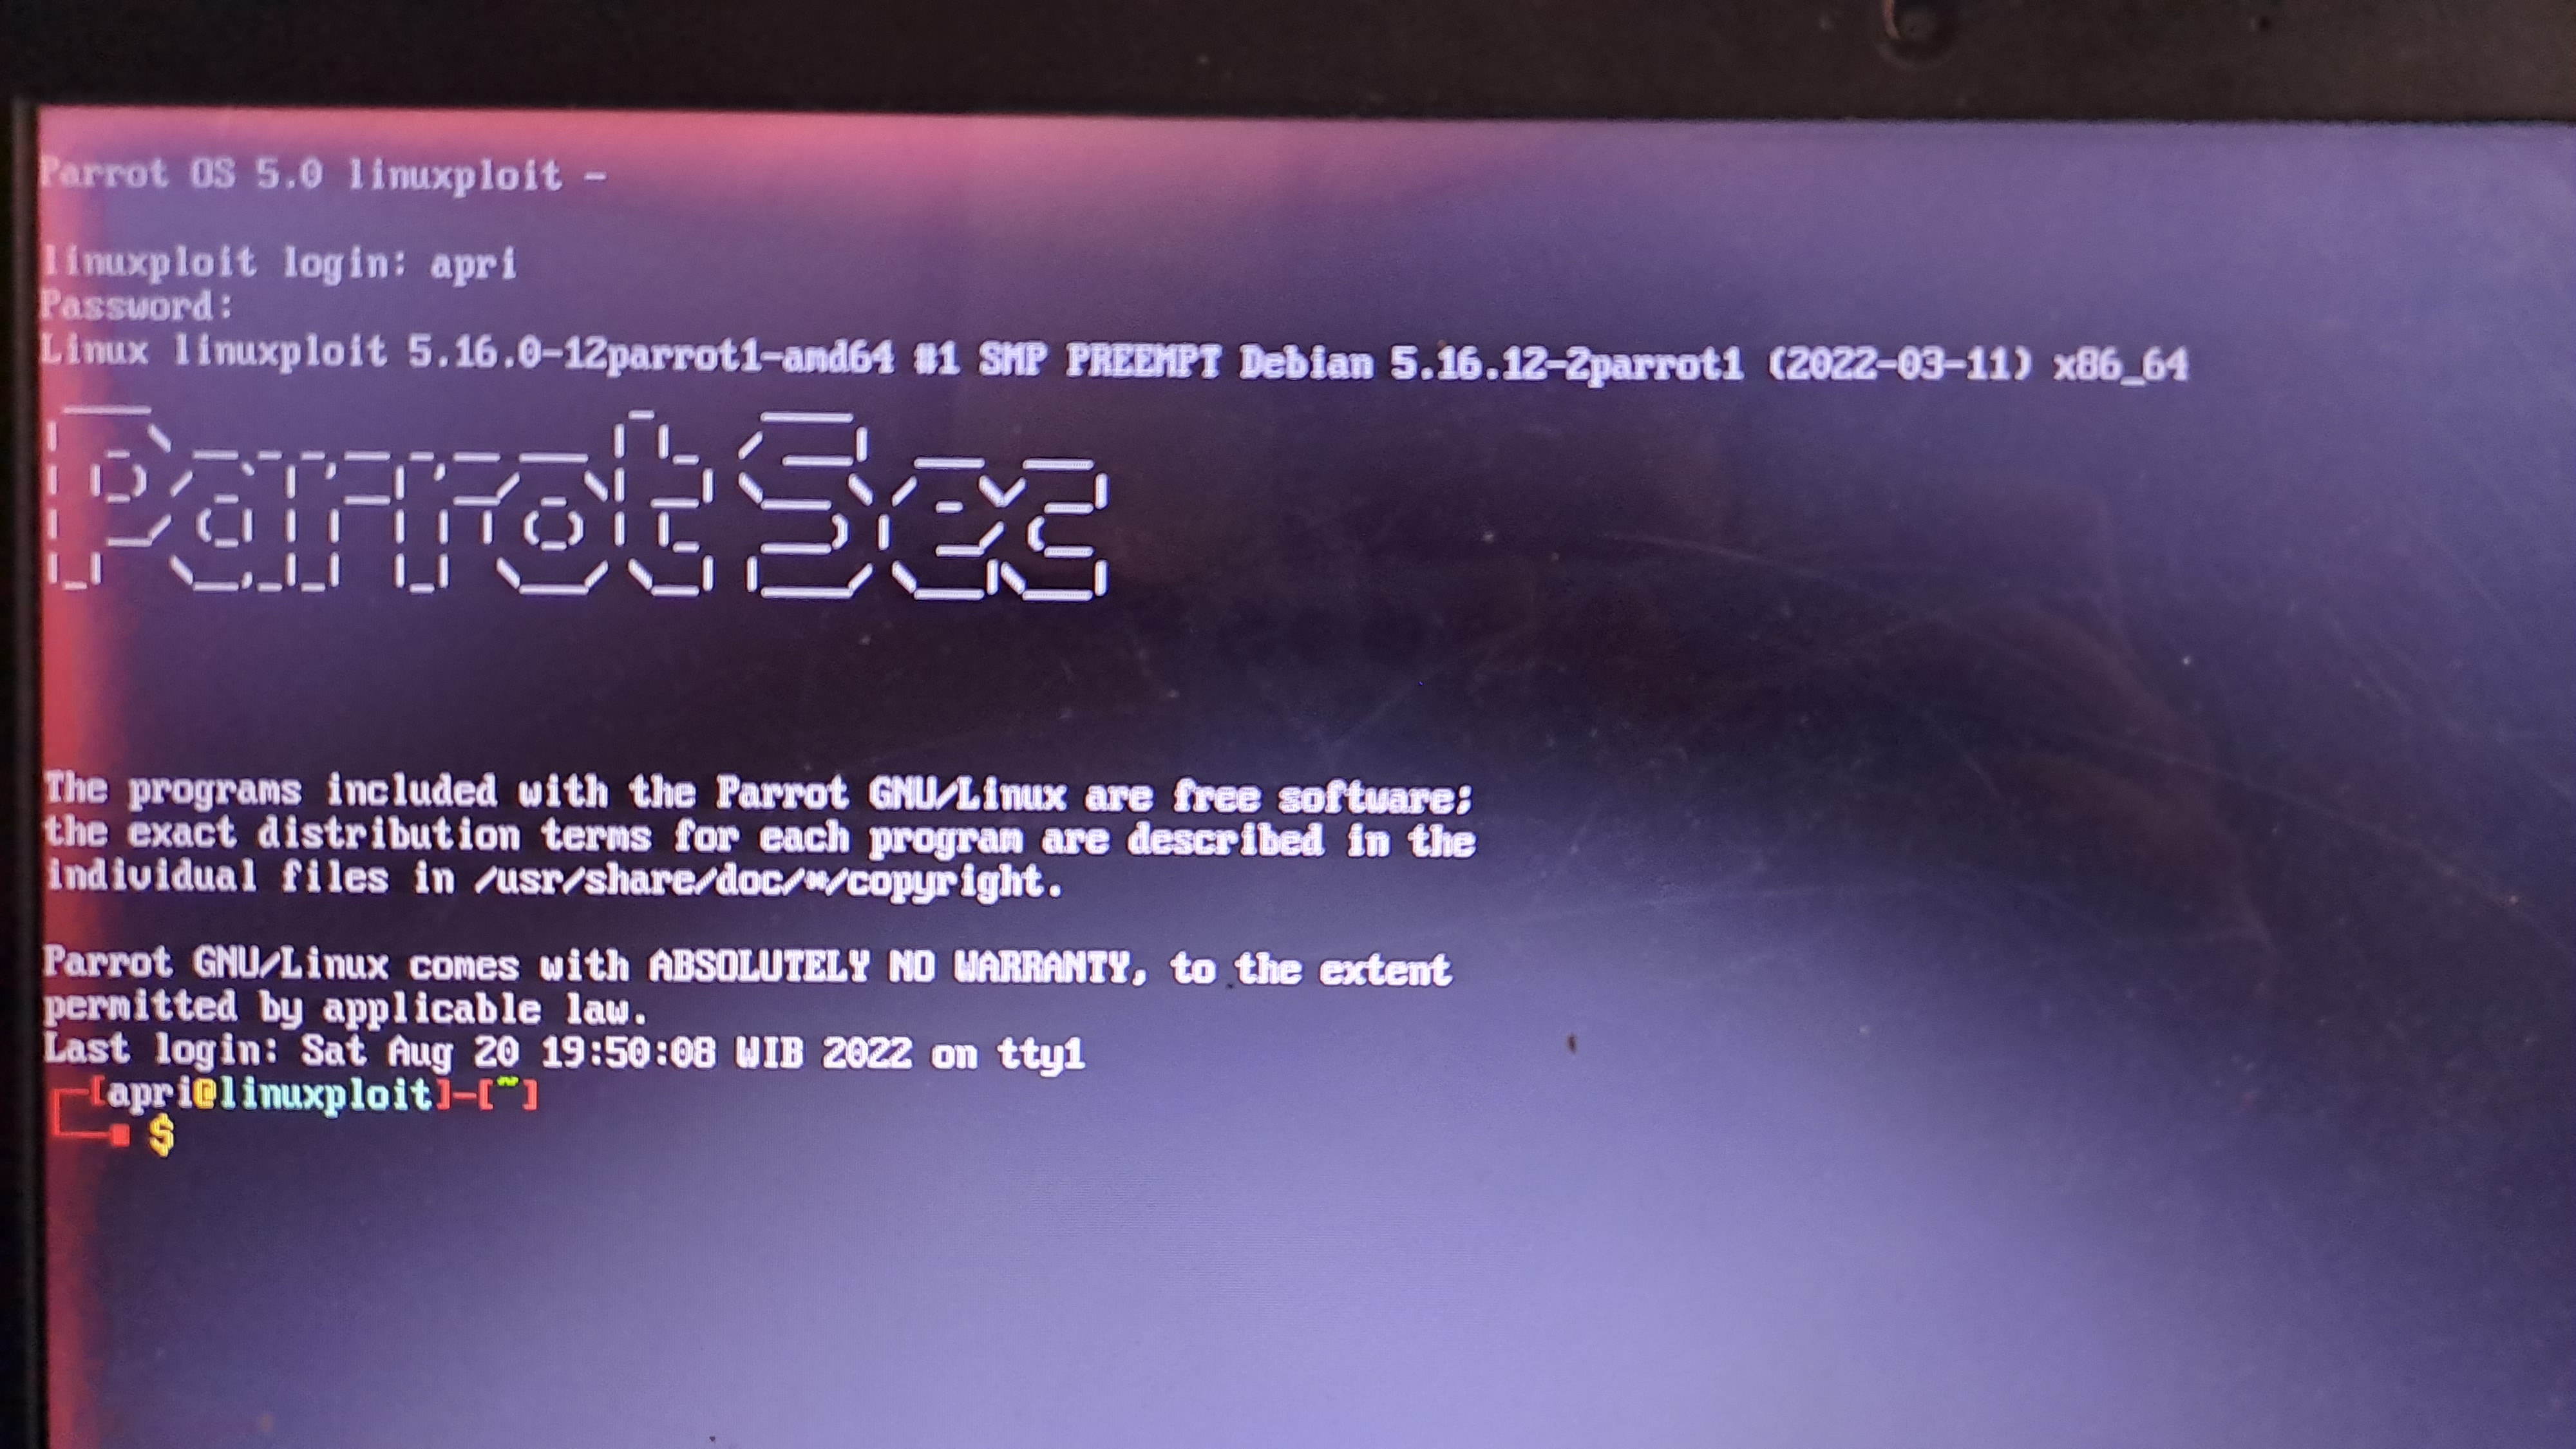 Parrot OS 5.0 linuxploit -
linuxploit login: apri
Password:
Linux linuxploit 5.16.0-12parrot1-amd64 #1 SMP PREEMPT Debian 5.16.12-2parrot1 (2022-03-11) x86_64
ParrotSec
The programs included with the Parrot GNU/Linux are free software;
the exact distribution terms for each program are described in the
individual files in /usr/share/doc/*/copyright.
Parrot GNU/Linux comes with ABSOLUTELY NO WARRANTY, to the extent
permitted by applicable law.
Last login: Sat Aug 20 19:50:08 WIB 2022 on tty1
┌─[apri@linuxploit]─[~]
└──■ $